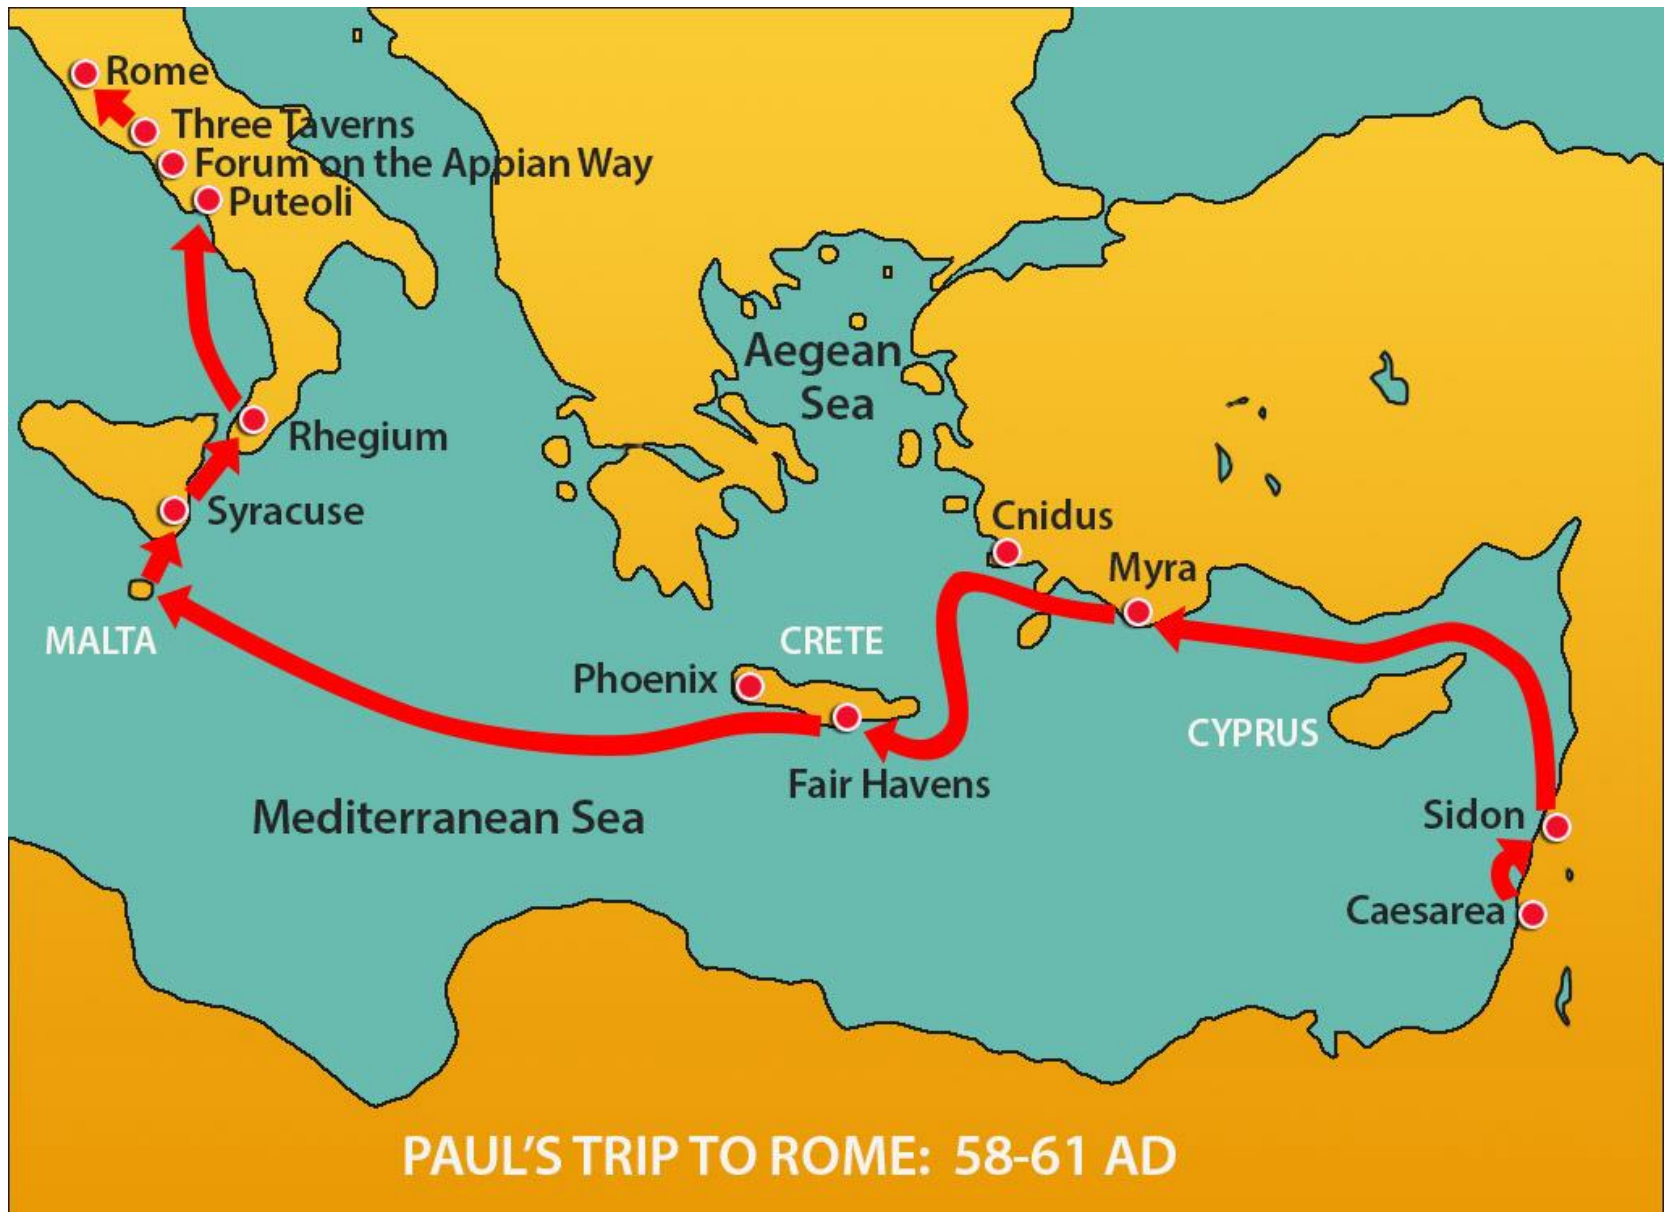 Rome
Three Taverns
Forum on the Appian Way
Puteoli
Aegean
Sea
Rhegium
Syracuse
Cnidus
Myra
MALTA
CRETE
Phoenix
CYPRUS
Fair Havens
Mediterranean Sea
Sidon
Caesarea
PAUL'S TRIP TO ROME: 58-61 AD